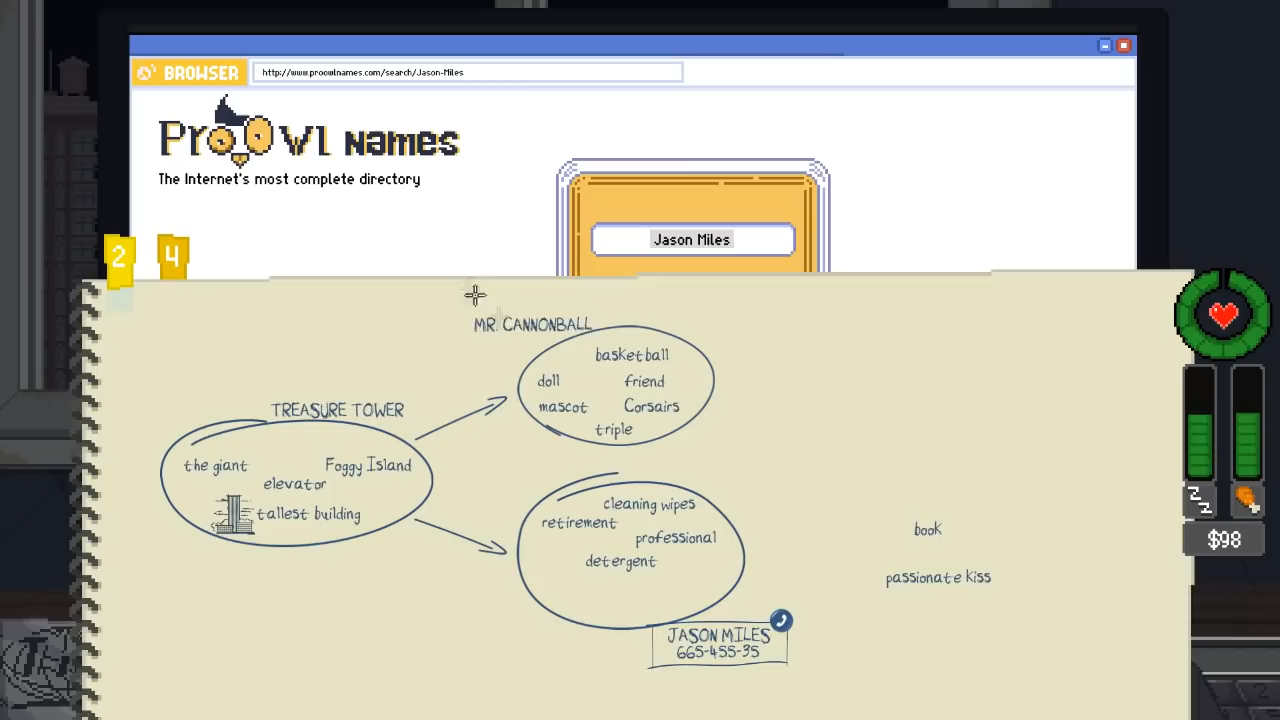 BROWSER
http://www.proowlnames.com/search/Jason-Miles
PrOOwl names
The Internet's most complete directory
Jason Miles
2 4
MR. CANNONBALL
basketball
doll friend
mascot Corsairs
triple
TREASURE TOWER
the giant Foggy Island
elevator
tallest building
cleaning wipes
retirement
professional
detergent
book
passionate kiss
JASON MILES
665-455-35
$98